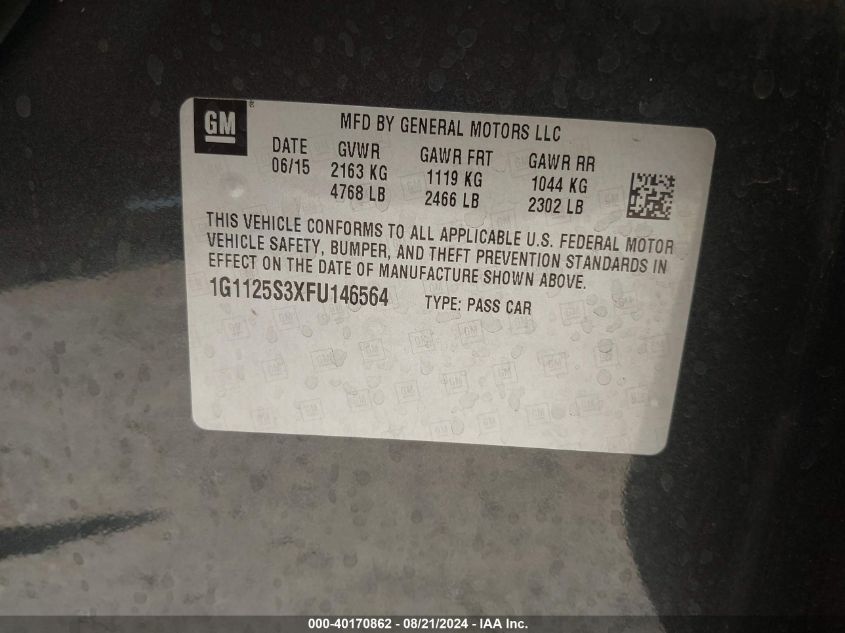 GM
MFD BY GENERAL MOTORS LLC
DATE GVWR GAWR FRT GAWR RR
06/15 2163 KG 1119 KG 1044 KG
4768 LB 2466 LB 2302 LB
THIS VEHICLE CONFORMS TO ALL APPLICABLE U.S. FEDERAL MOTOR
VEHICLE SAFETY, BUMPER, AND THEFT PREVENTION STANDARDS IN
EFFECT ON THE DATE OF MANUFACTURE SHOWN ABOVE.
1G1125S3XFU146564 TYPE: PASS CAR
000-40170862 - 08/21/2024 - IAA Inc.